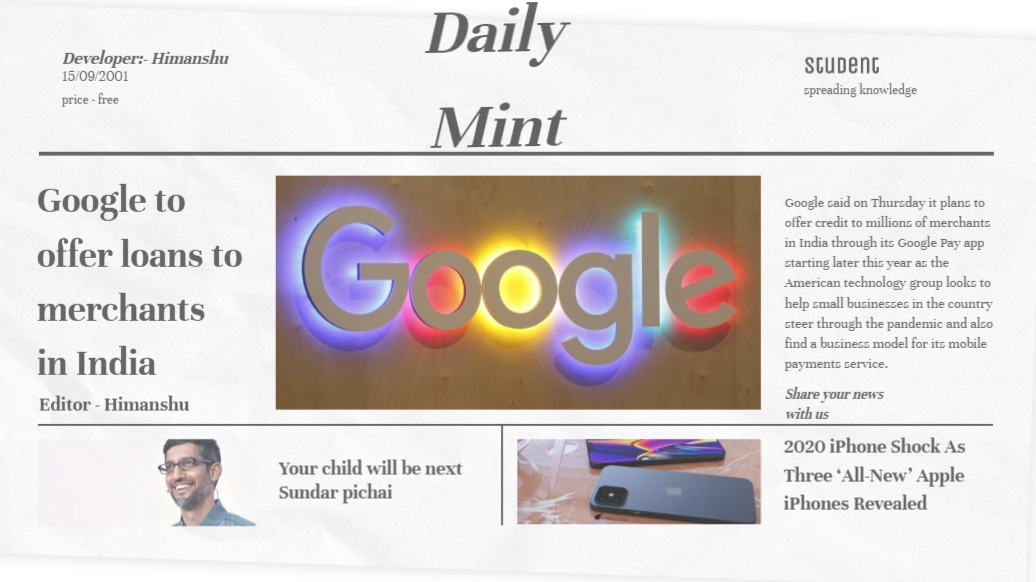 Daily
Mint
Developer:- Himanshu
15/09/2001
price - free
STUDENT
spreading knowledge
Google to
offer loans to
merchants
in India
Editor - Himanshu
Google
Google said on Thursday it plans to
offer credit to millions of merchants
in India through its Google Pay app
starting later this year as the
American technology group looks to
help small businesses in the country
steer through the pandemic and also
find a business model for its mobile
payments service.
Share your news
with us
Your child will be next
Sundar pichai
2020 iPhone Shock As
Three ‘All-New’ Apple
iPhones Revealed